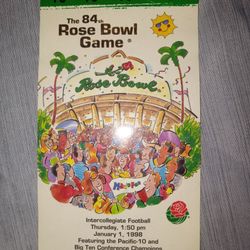 The 84th
Rose Bowl
Game ®
Rose Bowl
Intercollegiate Football
Thursday, 1:50 pm
January 1, 1998
Featuring the Pacific-10 and
Big Ten Conference Champions